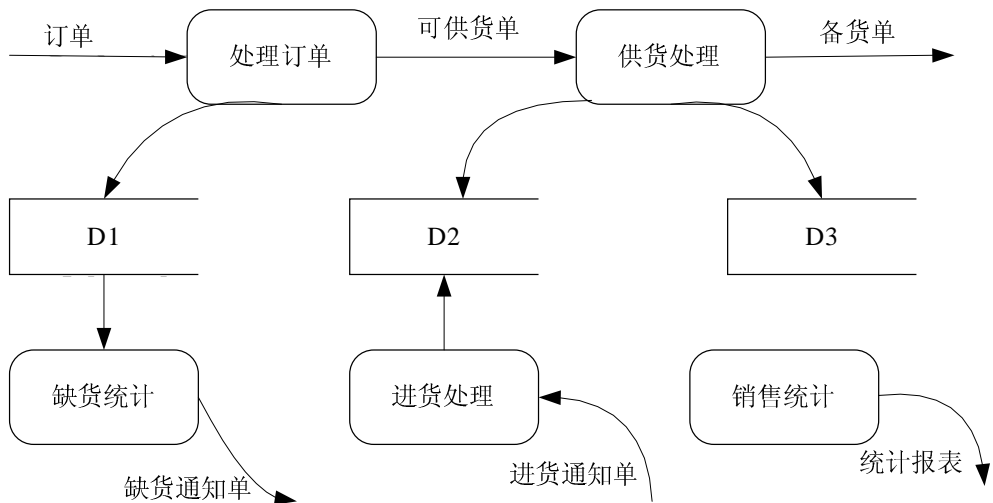 订单
处理订单
可供货单
供货处理
备货单
D1
D2
D3
缺货统计
进货处理
销售统计
缺货通知单
进货通知单
统计报表